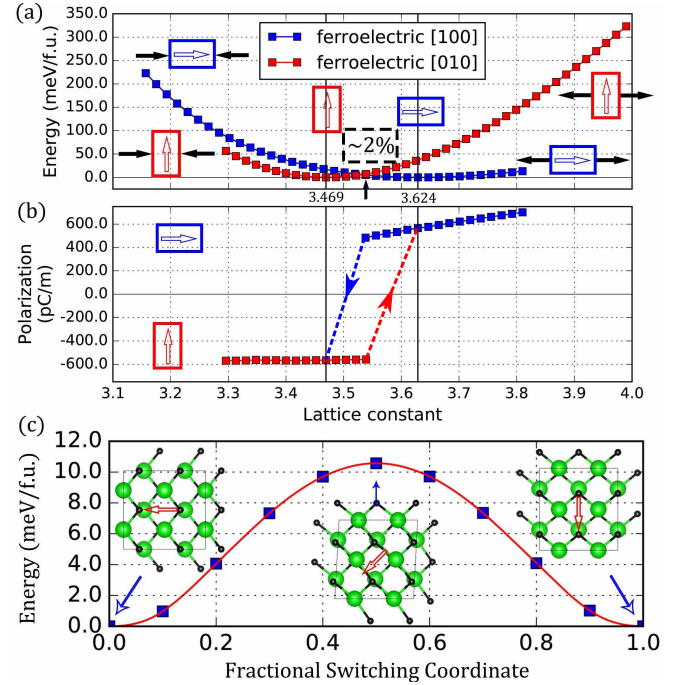 (a)
Energy (meV/f.u.)
350.0
300.0
250.0
200.0
150.0
100.0
50.0
0.0
ferroelectric [100]
ferroelectric [010]
~2%
3.469
3.624
(b)
Polarization
(pC/m)
600.0
400.0
200.0
0.0
-200.0
-400.0
-600.0
3.1 3.2 3.3 3.4 3.5 3.6 3.7 3.8 3.9 4.0
Lattice constant
(c)
Energy (meV/f.u.)
12.0
10.0
8.0
6.0
4.0
2.0
0.0
0.0 0.2 0.4 0.6 0.8 1.0
Fractional Switching Coordinate